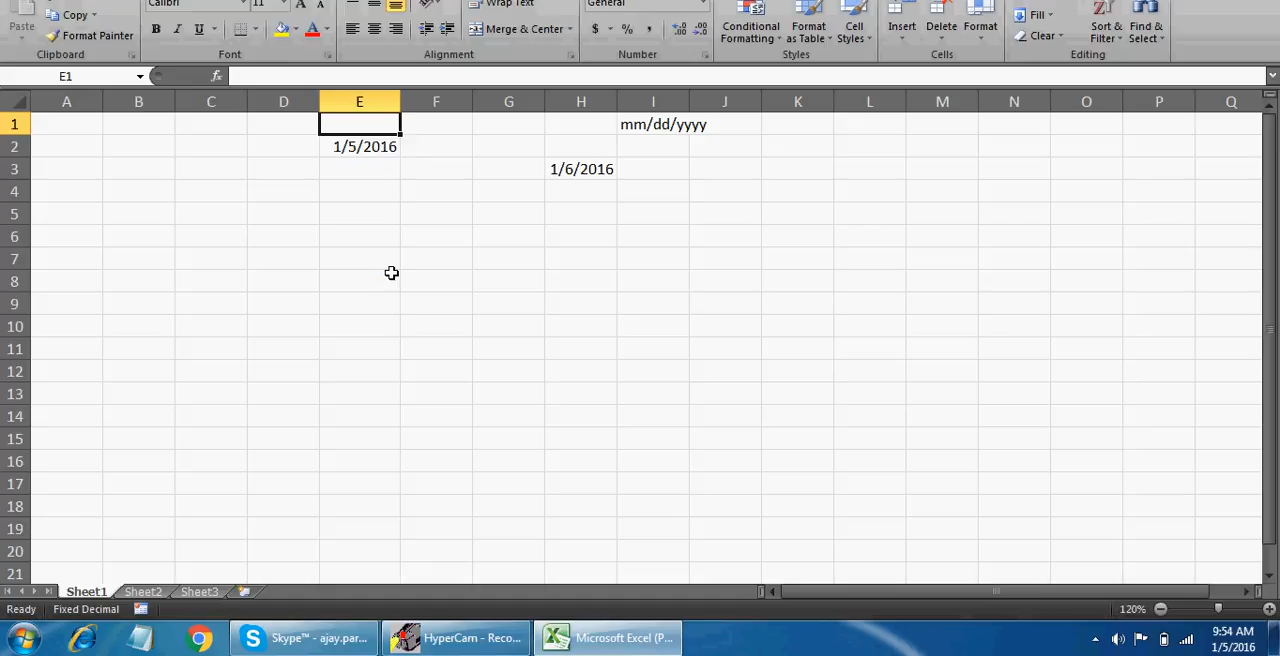 Calibri 11 Wrap Text General
Paste Copy Conditional Format Cell Insert Delete Format Fill Sort & Find &
Format Painter B I U Merge & Center $ % , Formatting as Table Styles Clear Filter Select
Clipboard Font Alignment Number Styles Cells Editing
E1 fx
A B C D E F G H I J K L M N O P Q
1 mm/dd/yyyy
2 1/5/2016
3 1/6/2016
4
5
6
7
8
9
10
11
12
13
14
15
16
17
18
19
20
21
Sheet1 Sheet2 Sheet3
Ready Fixed Decimal 120%
Skype™ - ajay.par... HyperCam - Reco... Microsoft Excel (P... 9:54 AM
1/5/2016